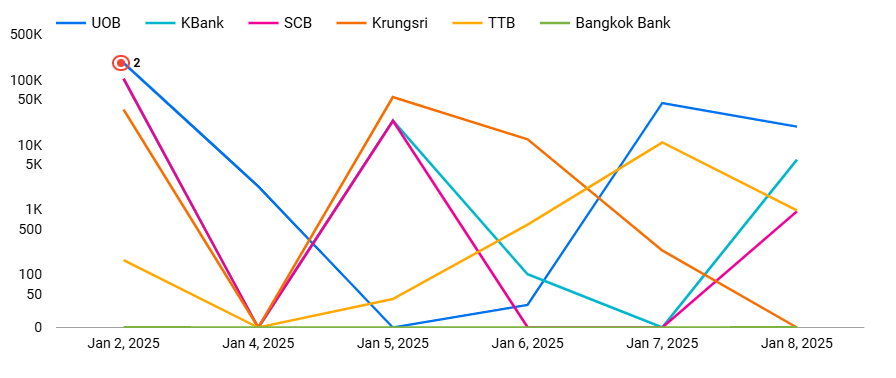 UOB KBank SCB Krungsri TTB Bangkok Bank
500K
2
100K
50K
10K
5K
1K
500
100
50
0
Jan 2, 2025 Jan 4, 2025 Jan 5, 2025 Jan 6, 2025 Jan 7, 2025 Jan 8, 2025